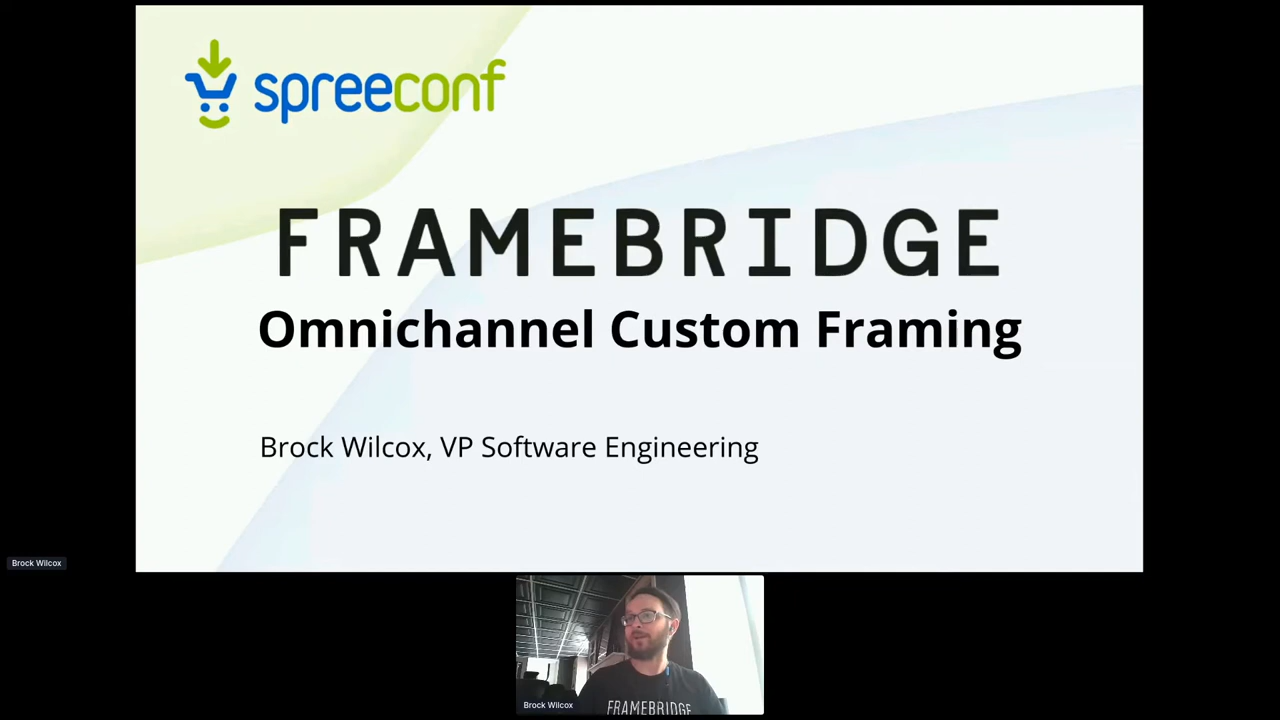 spreeconf
FRAMEBRIDGE
Omnichannel Custom Framing
Brock Wilcox, VP Software Engineering
Brock Wilcox
Brock Wilcox
FRAMEBRIDGE